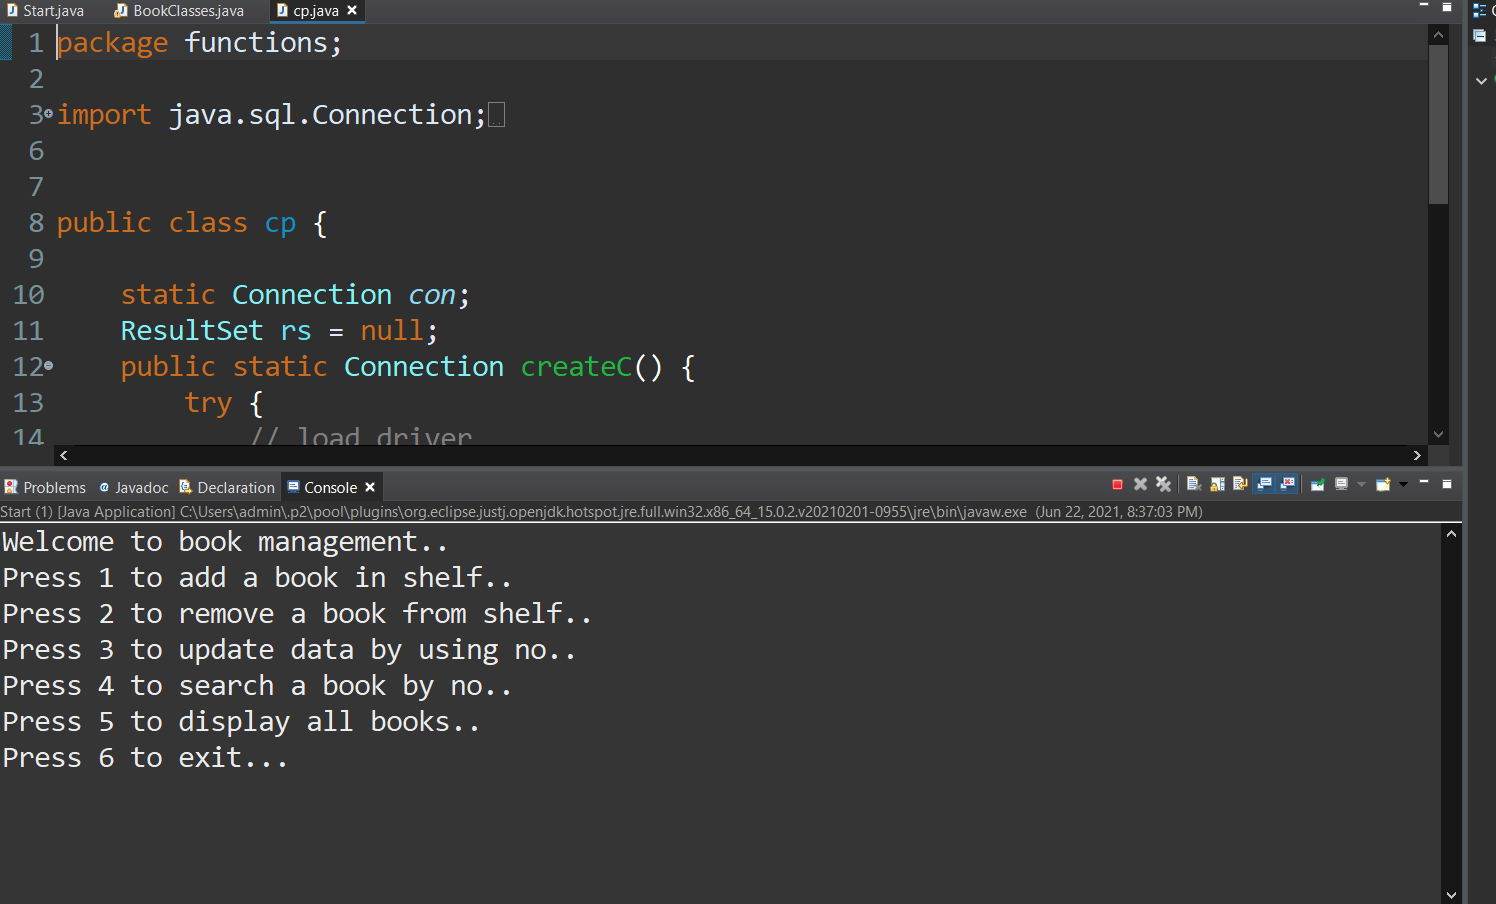 Start.java BookClasses.java cp.java
1 package functions;
2
3 import java.sql.Connection;
6
7
8 public class cp {
9
10 static Connection con;
11 ResultSet rs = null;
12 public static Connection createC() {
13 try {
14 // load driver
Problems Javadoc Declaration Console
Start (1) [Java Application] C:\Users\admin\.p2\pool\plugins\org.eclipse.justj.openjdk.hotspot.jre.full.win32.x86_64_15.0.2.v20210201-0955\jre\bin\javaw.exe (Jun 22, 2021, 8:37:03 PM)
Welcome to book management..
Press 1 to add a book in shelf..
Press 2 to remove a book from shelf..
Press 3 to update data by using no..
Press 4 to search a book by no..
Press 5 to display all books..
Press 6 to exit...